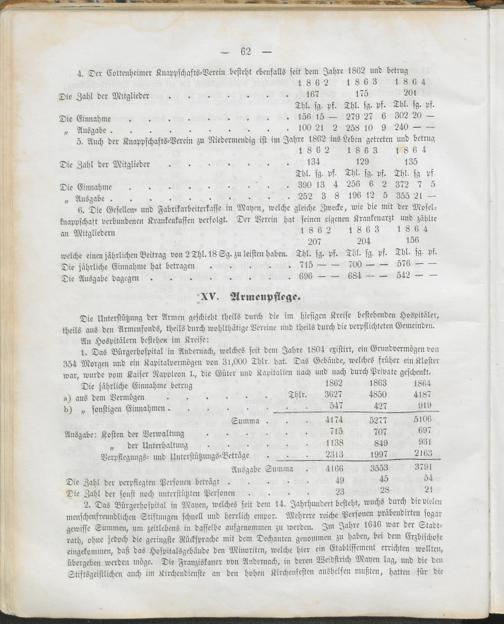 — 62 —
4. Der Cottenheimer Knappschafts-Verein besteht ebenfalls seit dem Jahre 1862 und betrug
1862 1863 1864
Die Zahl der Mitglieder . . . . . . . 167 175 201
Thl. sg. pf. Thl. sg. pf. Thl. sg. pf.
Die Einnahme . . . . . . . . 156 15 — 279 27 6 302 20 —
„ Ausgabe . . . . . . . . 100 21 2 258 10 9 240 — —
5. Auch der Knappschafts-Verein zu Niedermendig ist im Jahre 1862 ins Leben getreten und betrug
1862 1863 1864
Die Zahl der Mitglieder . . . . . . . 134 129 135
Thl. sg. pf. Thl. sg. pf. Thl. sg. pf.
Die Einnahme . . . . . . . . 390 13 4 256 6 2 372 7 5
„ Ausgabe . . . . . . . . 252 3 8 196 12 5 355 21 —
6. Die Gesellen- und Fabrikarbeiterkasse in Mayen, welche gleiche Zwecke, wie die mit der Mosel-
knappschaft verbundenen Krankenkassen verfolgt. Der Verein hat seinen eigenen Krankenarzt und zählte
an Mitgliedern 1862 1863 1864
207 204 156
welche einen jährlichen Beitrag von 2 Thl. 18 Sg. zu leisten haben. Thl. sg. pf. Thl. sg. pf. Thl. sg. pf.
Die jährliche Einnahme hat betragen . . . . . 715 — — 700 — — 576 — —
Die Ausgabe dagegen . . . . . . . 696 — — 684 — — 542 — —
XV. Armenpflege.
Die Unterstützung der Armen geschieht theils durch die im hiesigen Kreise bestehenden Hospitäler,
theils aus den Armenfonds, theils durch wohlthätige Vereine und theils durch die verpflichteten Gemeinden.
An Hospitälern bestehen im Kreise:
1. Das Bürgerhospital in Andernach, welches seit dem Jahre 1804 existirt, ein Grundvermögen von
354 Morgen und ein Kapitalvermögen von 31,000 Thlr. hat. Das Gebäude, welches früher ein Kloster
war, wurde vom Kaiser Napoleon I., die Güter und Kapitalien nach und nach durch Private geschenkt.
Die jährliche Einnahme betrug 1862 1863 1864
a) aus dem Vermögen . . . . . Thlr. 3627 4850 4187
b) „ sonstigen Einnahmen . . . . . 547 427 919
Summa . . . 4174 5277 5106
Ausgabe: Kosten der Verwaltung . . . . . 715 707 697
„ der Unterhaltung . . . . . 1138 849 931
Verpflegungs- und Unterstützungs-Beträge . . . 2313 1997 2163
Ausgabe Summa . . 4166 3553 3791
Die Zahl der verpflegten Personen beträgt . . . . 49 45 54
Die Zahl der sonst noch unterstützten Personen . . . . 23 28 21
2. Das Bürgerhospital in Mayen, welches seit dem 14. Jahrhundert besteht, wuchs durch die vielen
menschenfreundlichen Stiftungen schnell und herrlich empor. Mehrere reiche Personen präbendirten sogar
gewisse Summen, um zeitlebens in dasselbe aufgenommen zu werden. Im Jahre 1646 war der Stadt-
rath, ohne jedoch die geringste Rücksprache mit dem Dechanten genommen zu haben, bei dem Erzbischofe
eingekommen, daß das Hospitalsgebäude den Minoriten, welche hier ein Etablissement errichten wollten,
übergeben werden möge. Die Franziskaner von Andernach, in deren Weidstrich Mayen lag, und die den
Stiftsgeistlichen auch im Kirchendienste an den hohen Kirchenfesten aushelfen mußten, hatten für die